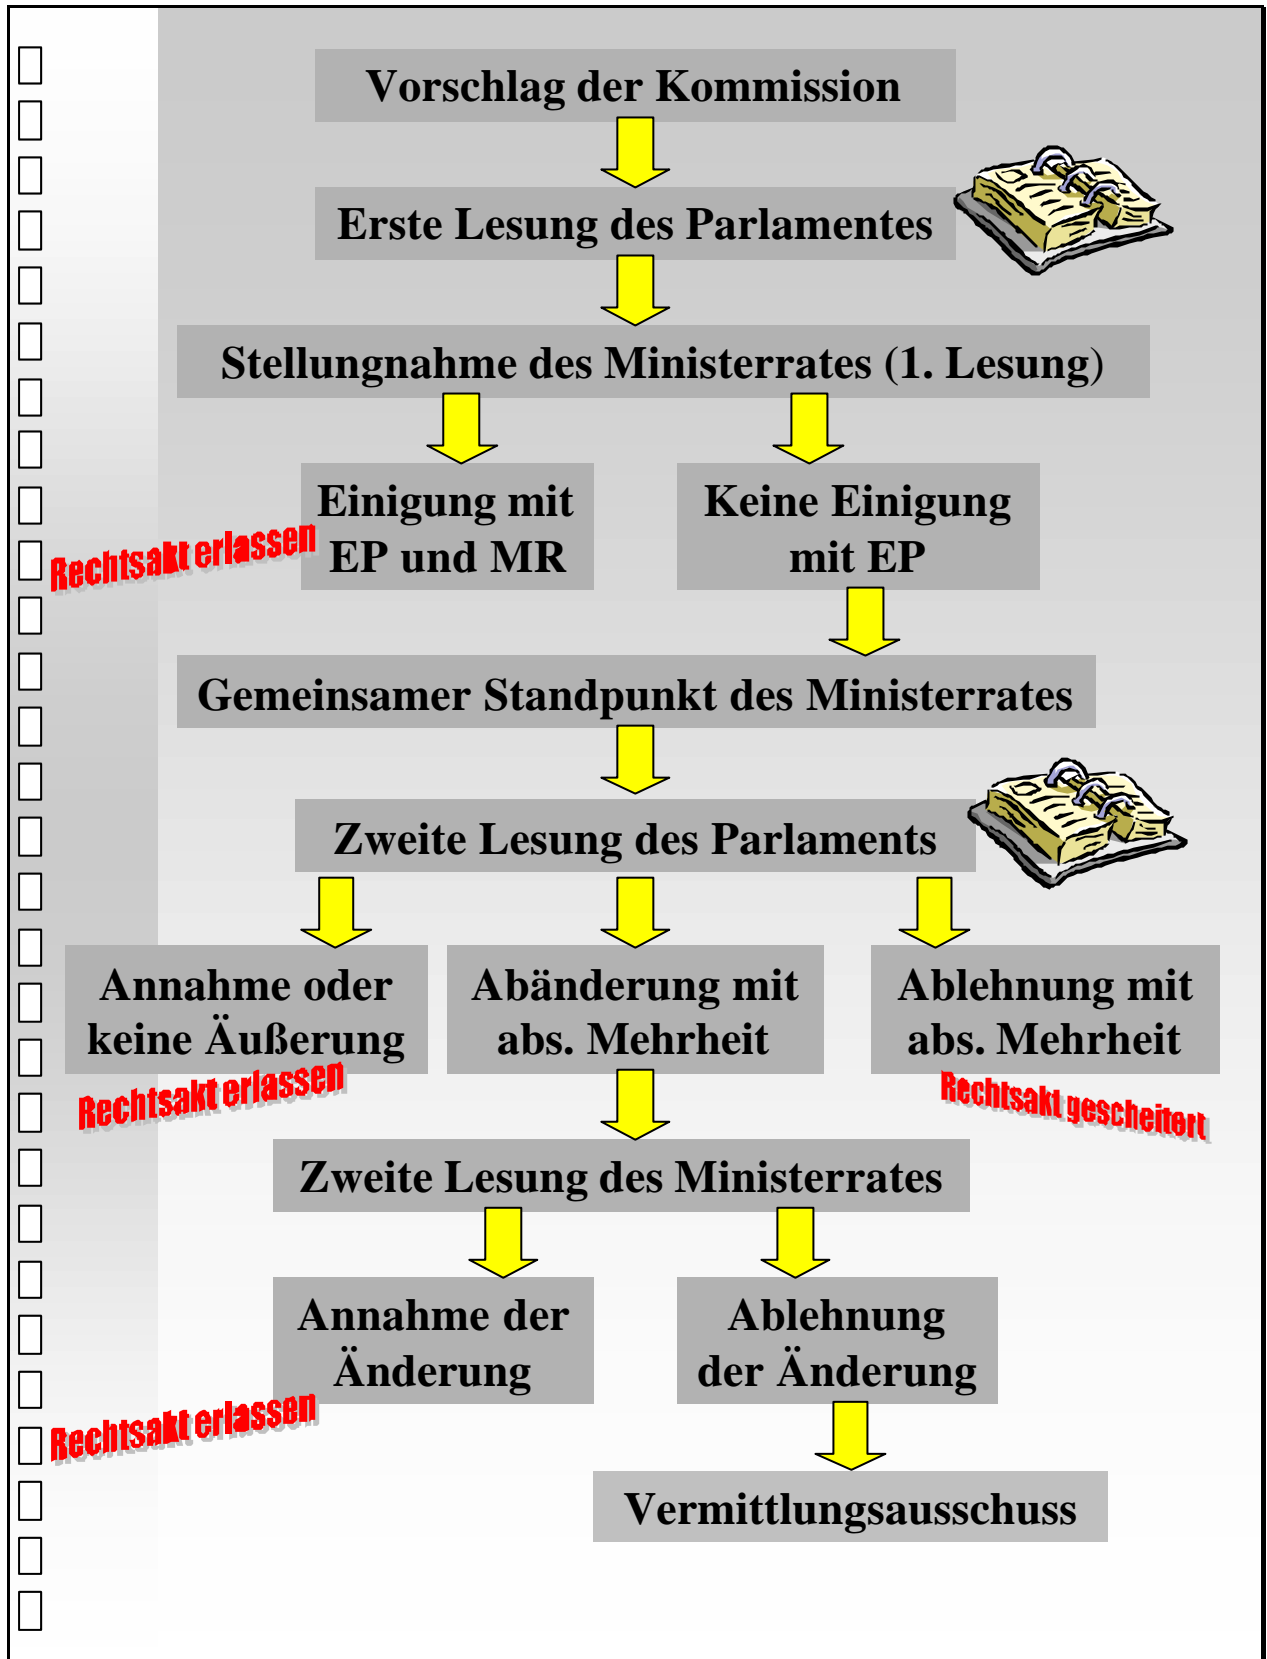 Vorschlag der Kommission
Erste Lesung des Parlamentes
Stellungnahme des Ministerrates (1. Lesung)
Einigung mit
EP und MR
Rechtsakt erlassen
Keine Einigung
mit EP
Gemeinsamer Standpunkt des Ministerrates
Zweite Lesung des Parlaments
Annahme oder
keine Äußerung
Rechtsakt erlassen
Abänderung mit
abs. Mehrheit
Ablehnung mit
abs. Mehrheit
Rechtsakt gescheitert
Zweite Lesung des Ministerrates
Annahme der
Änderung
Rechtsakt erlassen
Ablehnung
der Änderung
Vermittlungsausschuss